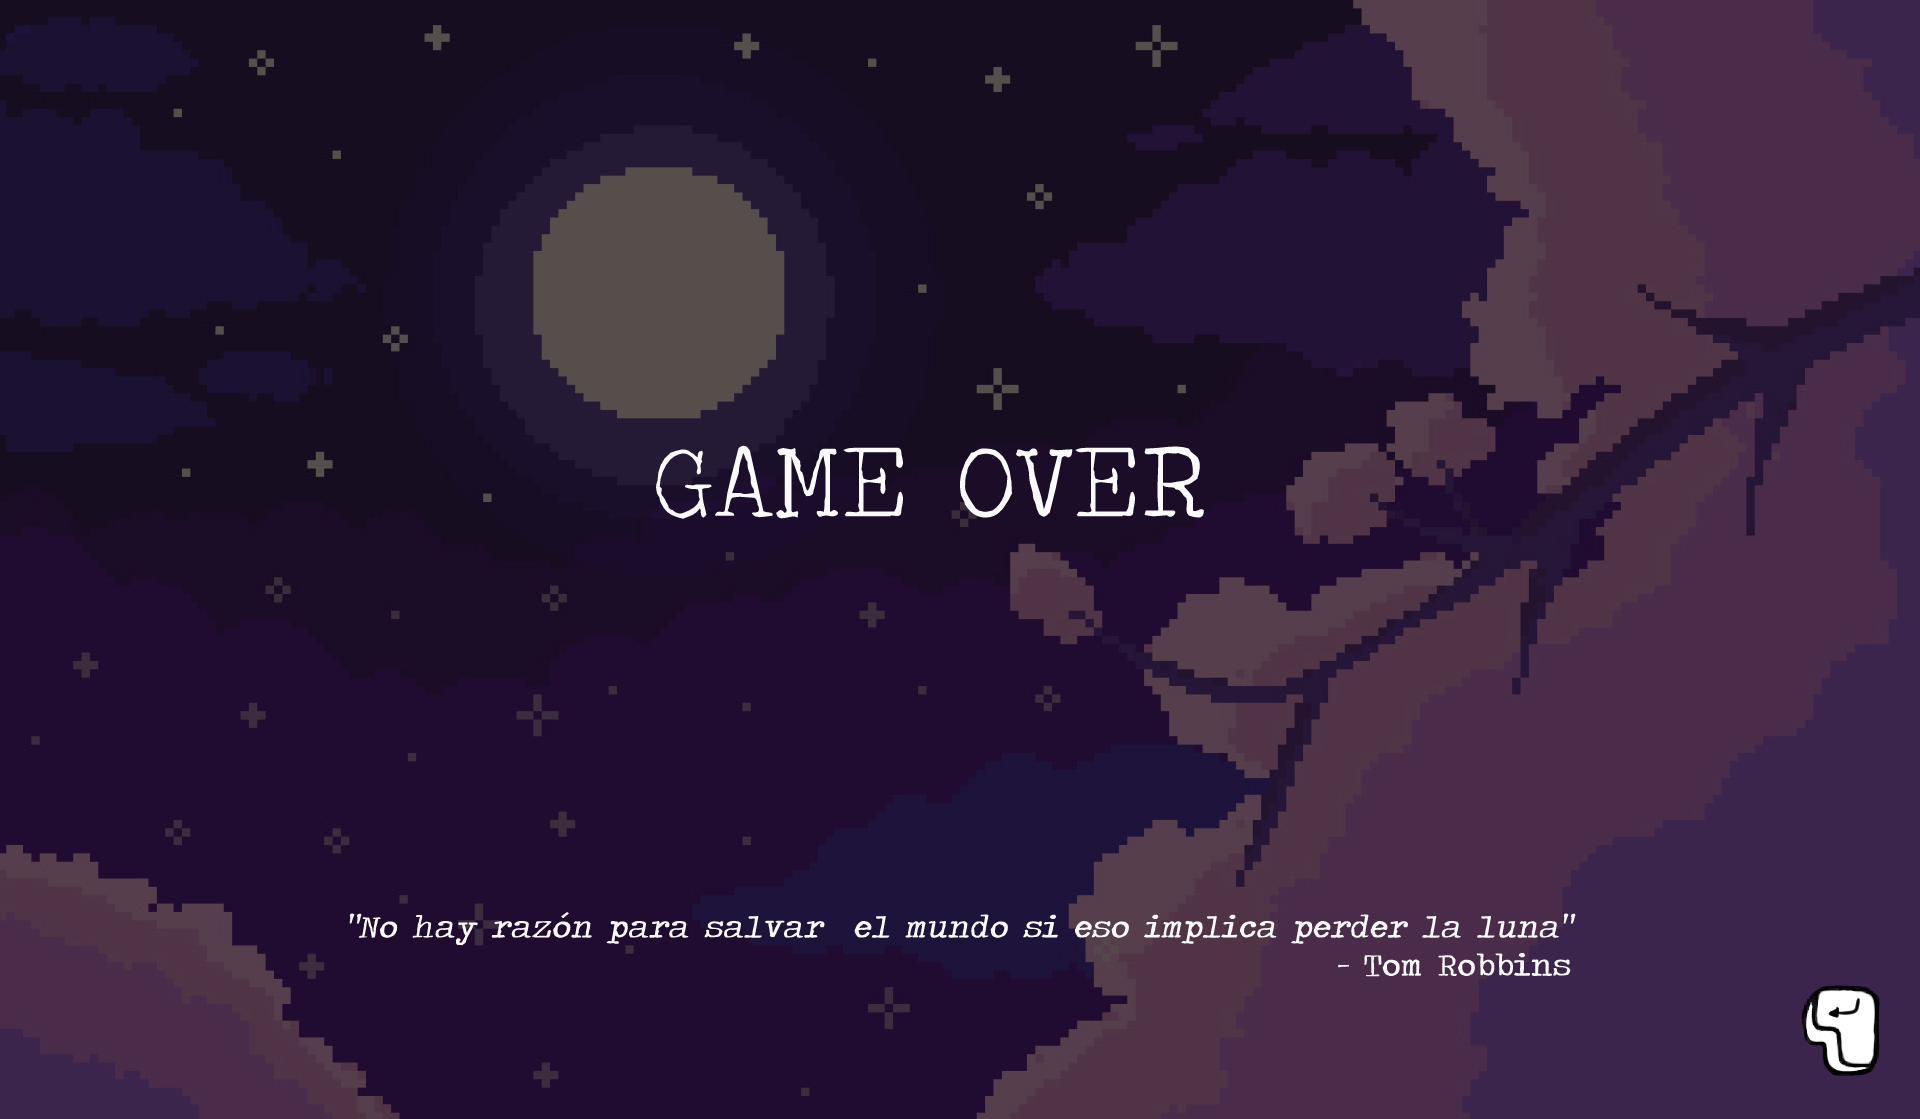 GAME OVER
"No hay razón para salvar el mundo si eso implica perder la luna"
- Tom Robbins